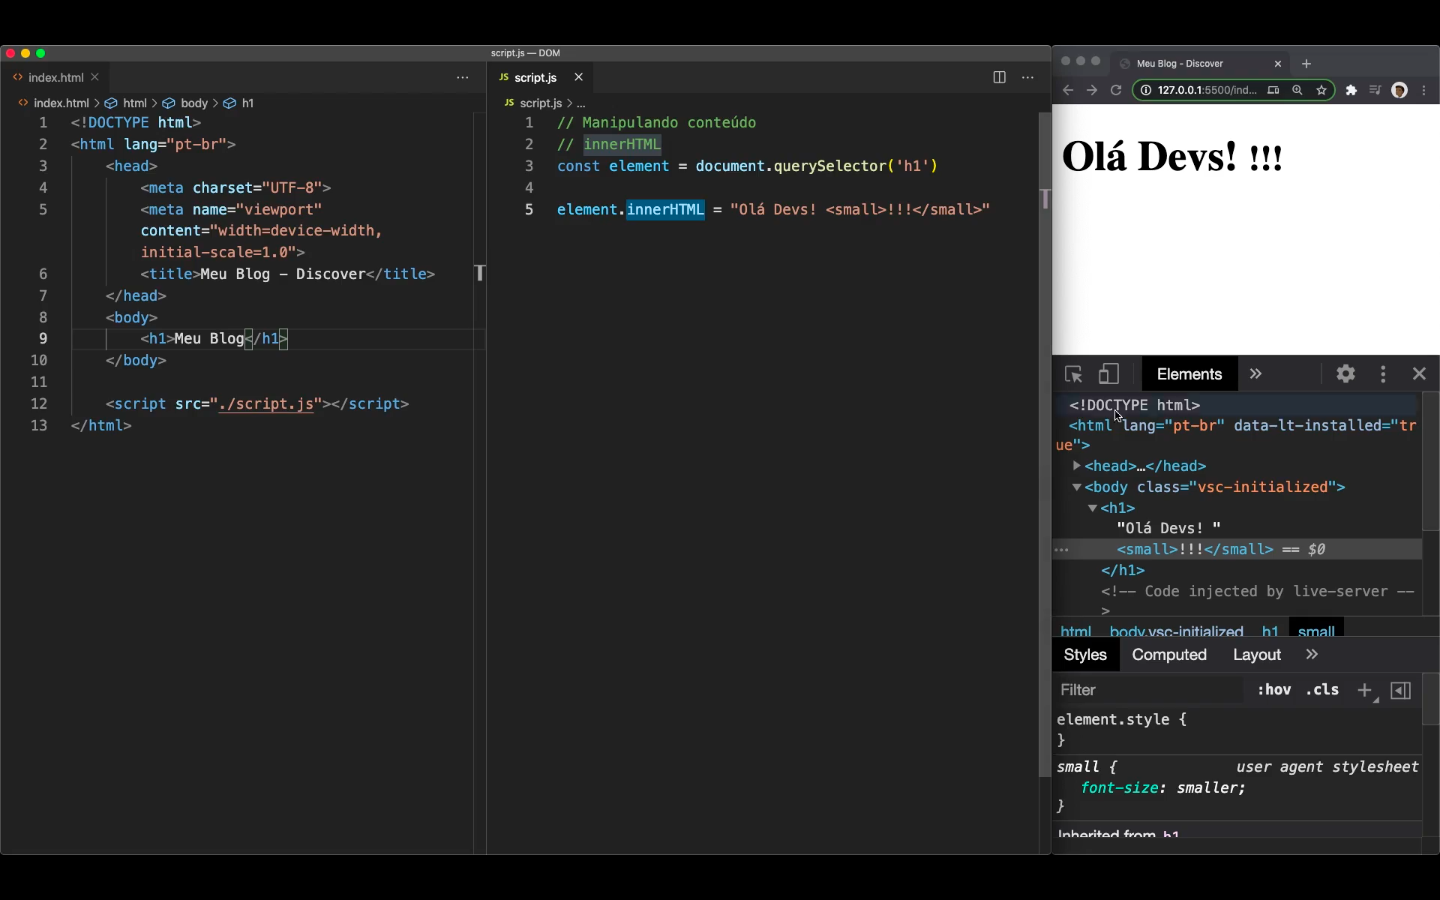 script.js — DOM
index.html
index.html > html > body > h1
1 <!DOCTYPE html>
2 <html lang="pt-br">
3 <head>
4 <meta charset="UTF-8">
5 <meta name="viewport"
content="width=device-width,
initial-scale=1.0">
6 <title>Meu Blog – Discover</title>
7 </head>
8 <body>
9 <h1>Meu Blog</h1>
10 </body>
11
12 <script src="./script.js"></script>
13 </html>
JS script.js
JS script.js > ...
1 // Manipulando conteúdo
2 // innerHTML
3 const element = document.querySelector('h1')
4
5 element.innerHTML = "Olá Devs! <small>!!!</small>"
Meu Blog - Discover
127.0.0.1:5500/ind...
Olá Devs! !!!
Elements
<!DOCTYPE html>
<html lang="pt-br" data-lt-installed="tr
ue">
<head>…</head>
<body class="vsc-initialized">
<h1>
"Olá Devs! "
<small>!!!</small> == $0
</h1>
<!-- Code injected by live-server --
>
html body.vsc-initialized h1 small
Styles Computed Layout
Filter :hov .cls
element.style {
}
small { user agent stylesheet
font-size: smaller;
}
Inherited from h1